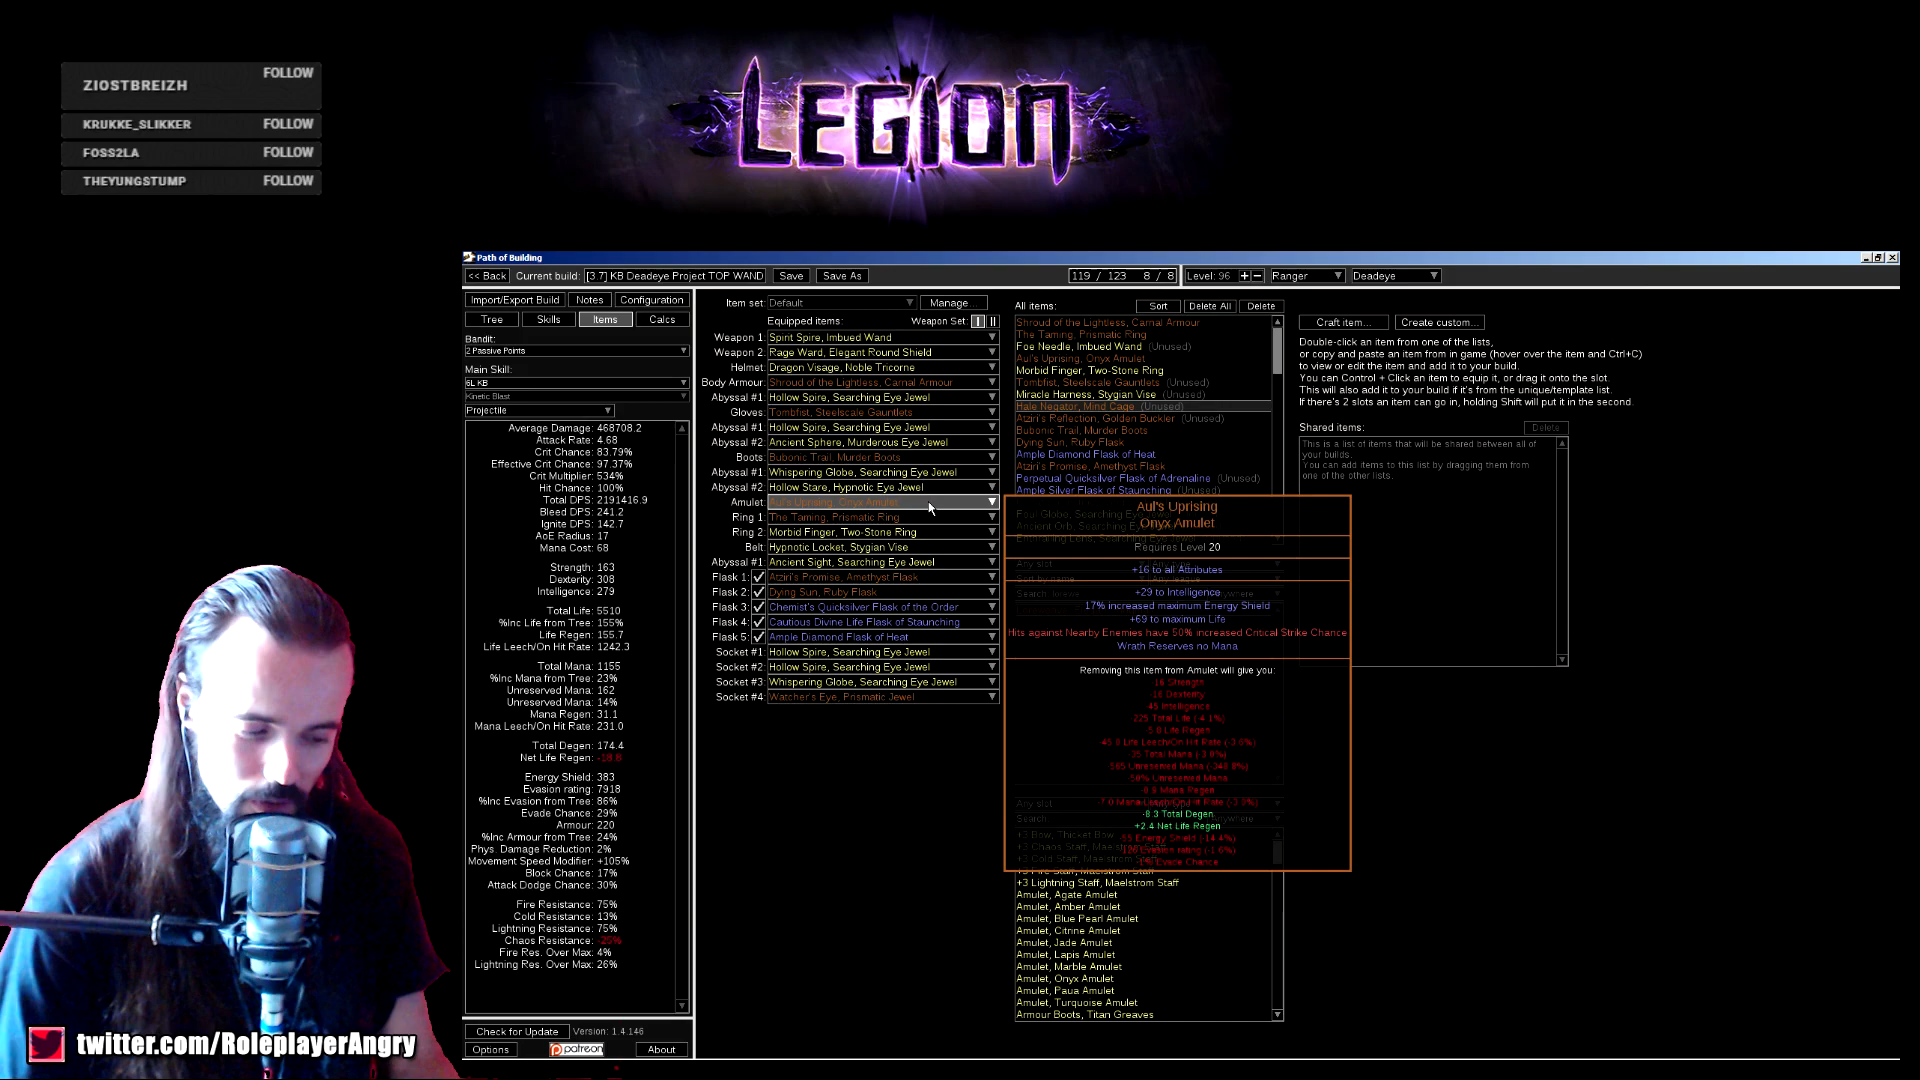 ZIOSTBREIZH FOLLOW
KRUKKE_SLIKKER FOLLOW
FOSS2LA FOLLOW
THEYUNGSTUMP FOLLOW
LEGION
Path of Building
<< Back Current build: [3.7] KB Deadeye Project TOP WAND Save Save As 119 / 123 8 / 8 Level: 96 + - Ranger Deadeye
Import/Export Build Notes Configuration
Tree Skills Items Calcs
Bandit:
2 Passive Points
Main Skill:
6L KB
Kinetic Blast
Projectile
Average Damage: 468708.2
Attack Rate: 4.68
Crit Chance: 83.79%
Effective Crit Chance: 97.37%
Crit Multiplier: 534%
Hit Chance: 100%
Total DPS: 2191416.9
Bleed DPS: 241.2
Ignite DPS: 142.7
AoE Radius: 17
Mana Cost: 68
Strength: 163
Dexterity: 308
Intelligence: 279
Total Life: 5510
%Inc Life from Tree: 155%
Life Regen: 155.7
Life Leech/On Hit Rate: 1242.3
Total Mana: 1155
%Inc Mana from Tree: 23%
Unreserved Mana: 162
Unreserved Mana: 14%
Mana Regen: 31.1
Mana Leech/On Hit Rate: 231.0
Total Degen: 174.4
Net Life Regen: -18.8
Energy Shield: 383
Evasion rating: 7918
%Inc Evasion from Tree: 86%
Evade Chance: 29%
Armour: 220
%Inc Armour from Tree: 24%
Phys. Damage Reduction: 2%
Movement Speed Modifier: +105%
Block Chance: 17%
Attack Dodge Chance: 30%
Fire Resistance: 75%
Cold Resistance: 13%
Lightning Resistance: 75%
Chaos Resistance:
Fire Res. Over Max: 4%
Lightning Res. Over Max: 26%
Check for Update Version: 1.4.146
Options patreon About
Item set: Default Manage...
Equipped items: Weapon Set: I II
Weapon 1: Spirit Spire, Imbued Wand
Weapon 2: Rage Ward, Elegant Round Shield
Helmet: Dragon Visage, Noble Tricorne
Body Armour: Shroud of the Lightless, Carnal Armour
Abyssal #1: Hollow Spire, Searching Eye Jewel
Gloves: Tombfist, Steelscale Gauntlets
Abyssal #1: Hollow Spire, Searching Eye Jewel
Abyssal #2: Ancient Sphere, Murderous Eye Jewel
Boots: Bubonic Trail, Murder Boots
Abyssal #1: Whispering Globe, Searching Eye Jewel
Abyssal #2: Hollow Stare, Hypnotic Eye Jewel
Amulet: Aul's Uprising, Onyx Amulet
Ring 1: The Taming, Prismatic Ring
Ring 2: Morbid Finger, Two-Stone Ring
Belt: Hypnotic Locket, Stygian Vise
Abyssal #1: Ancient Sight, Searching Eye Jewel
Flask 1: Atziri's Promise, Amethyst Flask
Flask 2: Dying Sun, Ruby Flask
Flask 3: Chemist's Quicksilver Flask of the Order
Flask 4: Cautious Divine Life Flask of Staunching
Flask 5: Ample Diamond Flask of Heat
Socket #1: Hollow Spire, Searching Eye Jewel
Socket #2: Hollow Spire, Searching Eye Jewel
Socket #3: Whispering Globe, Searching Eye Jewel
Socket #4: Watcher's Eye, Prismatic Jewel
All items: Sort Delete All Delete
Shroud of the Lightless, Carnal Armour
The Taming, Prismatic Ring
Foe Needle, Imbued Wand (Unused)
Aul's Uprising, Onyx Amulet
Morbid Finger, Two-Stone Ring
Tombfist, Steelscale Gauntlets (Unused)
Miracle Harness, Stygian Vise (Unused)
Hale Negator, Mind Cage (Unused)
Atziri's Reflection, Golden Buckler (Unused)
Bubonic Trail, Murder Boots
Dying Sun, Ruby Flask
Ample Diamond Flask of Heat
Atziri's Promise, Amethyst Flask
Perpetual Quicksilver Flask of Adrenaline (Unused)
Ample Silver Flask of Staunching (Unused)
Aul's Uprising
Onyx Amulet
Requires Level 20
+16 to all Attributes
+29 to Intelligence
17% increased maximum Energy Shield
+69 to maximum Life
Hits against Nearby Enemies have 50% increased Critical Strike Chance
Wrath Reserves no Mana
Removing this item from Amulet will give you:
-16 Strength
-16 Dexterity
-45 Intelligence
-225 Total Life (-4.1%)
-5.8 Life Regen
-50% Unreserved Mana
-0.9 Mana Regen
-8.3 Total Degen
+2.4 Net Life Regen
+3 Lightning Staff, Maelstrom Staff
Amulet, Agate Amulet
Amulet, Amber Amulet
Amulet, Blue Pearl Amulet
Amulet, Citrine Amulet
Amulet, Jade Amulet
Amulet, Lapis Amulet
Amulet, Marble Amulet
Amulet, Onyx Amulet
Amulet, Paua Amulet
Amulet, Turquoise Amulet
Armour Boots, Titan Greaves
Craft item... Create custom...
Double-click an item from one of the lists,
or copy and paste an item from in game (hover over the item and Ctrl+C)
to view or edit the item and add it to your build.
You can Control + Click an item to equip it, or drag it onto the slot.
This will also add it to your build if it's from the unique/template list.
If there's 2 slots an item can go in, holding Shift will put it in the second.
Shared items: Delete
This is a list of items that will be shared between all of
your builds.
You can add items to this list by dragging them from
one of the other lists.
twitter.com/RoleplayerAngry